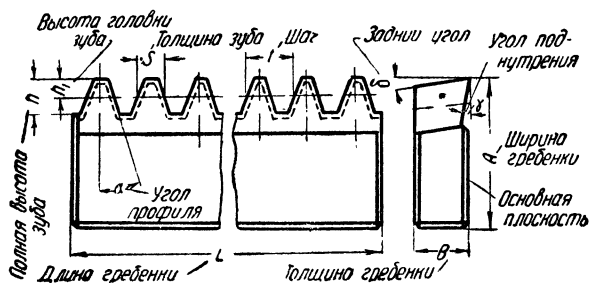 Высота головки
зуба
S, Толщина зуба
t, Шаг
Задний угол
Угол под-
нутрения
h
h₁
δ
γ
A, Ширина
гребенки
Полная высота
зуба
α
Угол
профиля
Основная
плоскость
Длина гребенки
L
Толщина гребенки
B